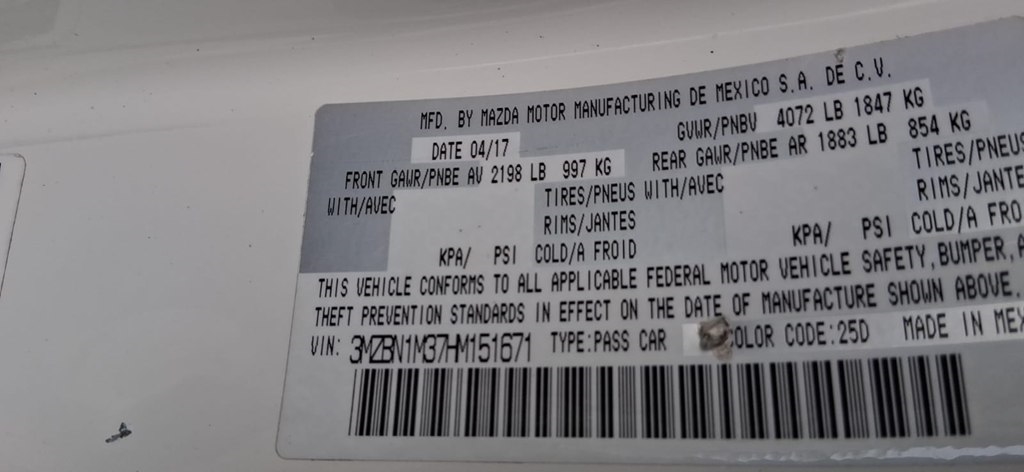 MFD. BY MAZDA MOTOR MANUFACTURING DE MEXICO S.A. DE C.V.
DATE 04/17 GVWR/PNBV 4072 LB 1847 KG
FRONT GAWR/PNBE AV 2198 LB 997 KG REAR GAWR/PNBE AR 1883 LB 854 KG
WITH/AVEC TIRES/PNEUS WITH/AVEC TIRES/PNEUS
RIMS/JANTES RIMS/JANTE
KPA/ PSI COLD/A FROID KPA/ PSI COLD/A FRO
THIS VEHICLE CONFORMS TO ALL APPLICABLE FEDERAL MOTOR VEHICLE SAFETY, BUMPER, A
THEFT PREVENTION STANDARDS IN EFFECT ON THE DATE OF MANUFACTURE SHOWN ABOVE.
VIN: 3MZBN1M37HM151671 TYPE:PASS CAR COLOR CODE:25D MADE IN MEX